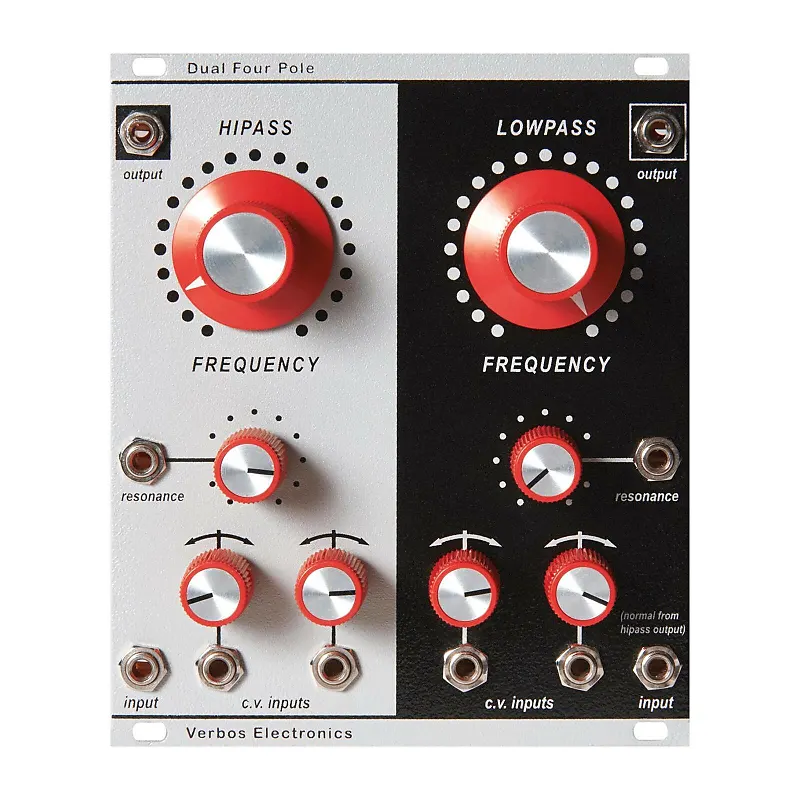 Dual Four Pole
HIPASS
LOWPASS
output
output
FREQUENCY
FREQUENCY
resonance
resonance
(normal from
hipass output)
input
c.v. inputs
c.v. inputs
input
Verbos Electronics